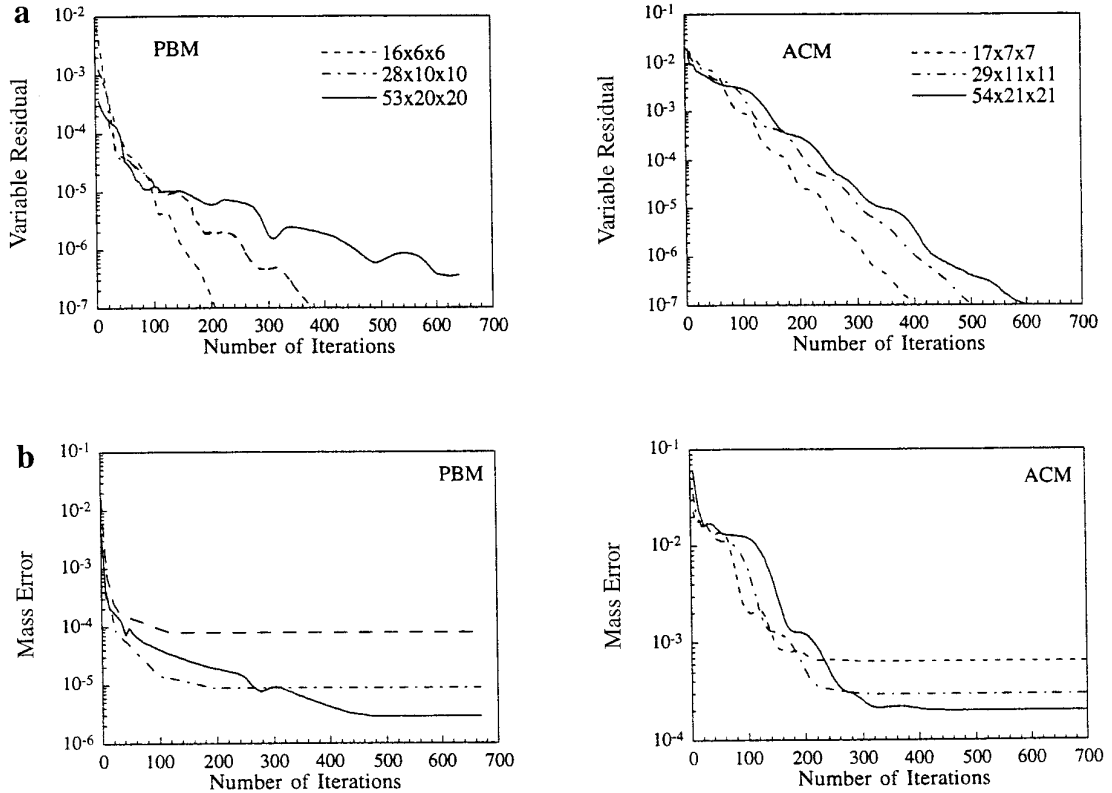 a
PBM
16x6x6
28x10x10
53x20x20
10-2
10-3
10-4
10-5
10-6
10-7
Variable Residual
0 100 200 300 400 500 600 700
Number of Iterations
ACM
17x7x7
29x11x11
54x21x21
10-1
10-2
10-3
10-4
10-5
10-6
10-7
Variable Residual
0 100 200 300 400 500 600 700
Number of Iterations
b
PBM
10-1
10-2
10-3
10-4
10-5
10-6
Mass Error
0 100 200 300 400 500 600 700
Number of Iterations
ACM
10-1
10-2
10-3
10-4
Mass Error
0 100 200 300 400 500 600 700
Number of Iterations